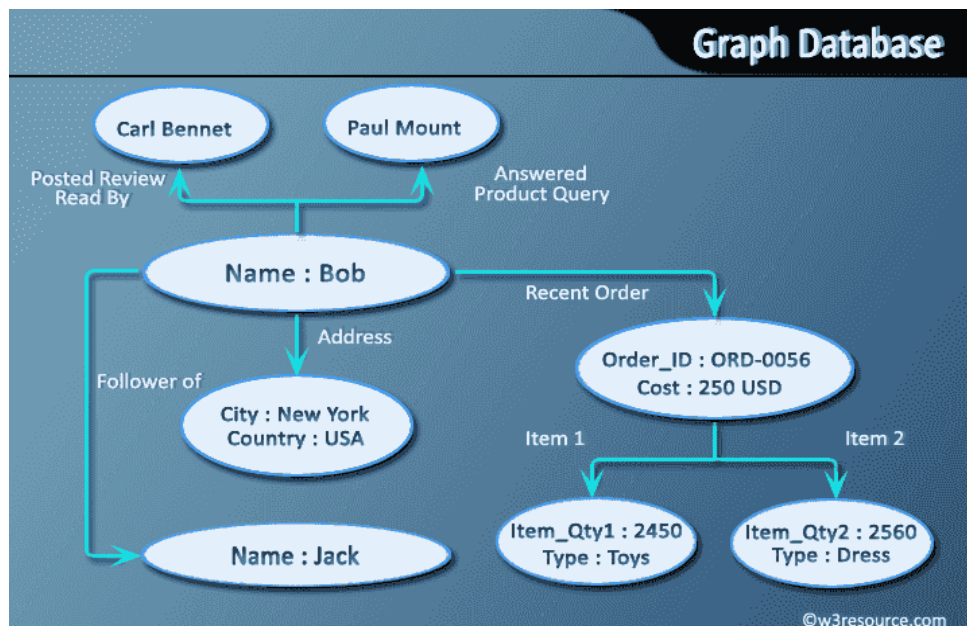 Graph Database
Carl Bennet
Paul Mount
Posted Review
Read By
Answered
Product Query
Name : Bob
Recent Order
Address
Order_ID : ORD-0056
Cost : 250 USD
Follower of
City : New York
Country : USA
Item 1
Item 2
Item_Qty1 : 2450
Type : Toys
Item_Qty2 : 2560
Type : Dress
Name : Jack
©w3resource.com